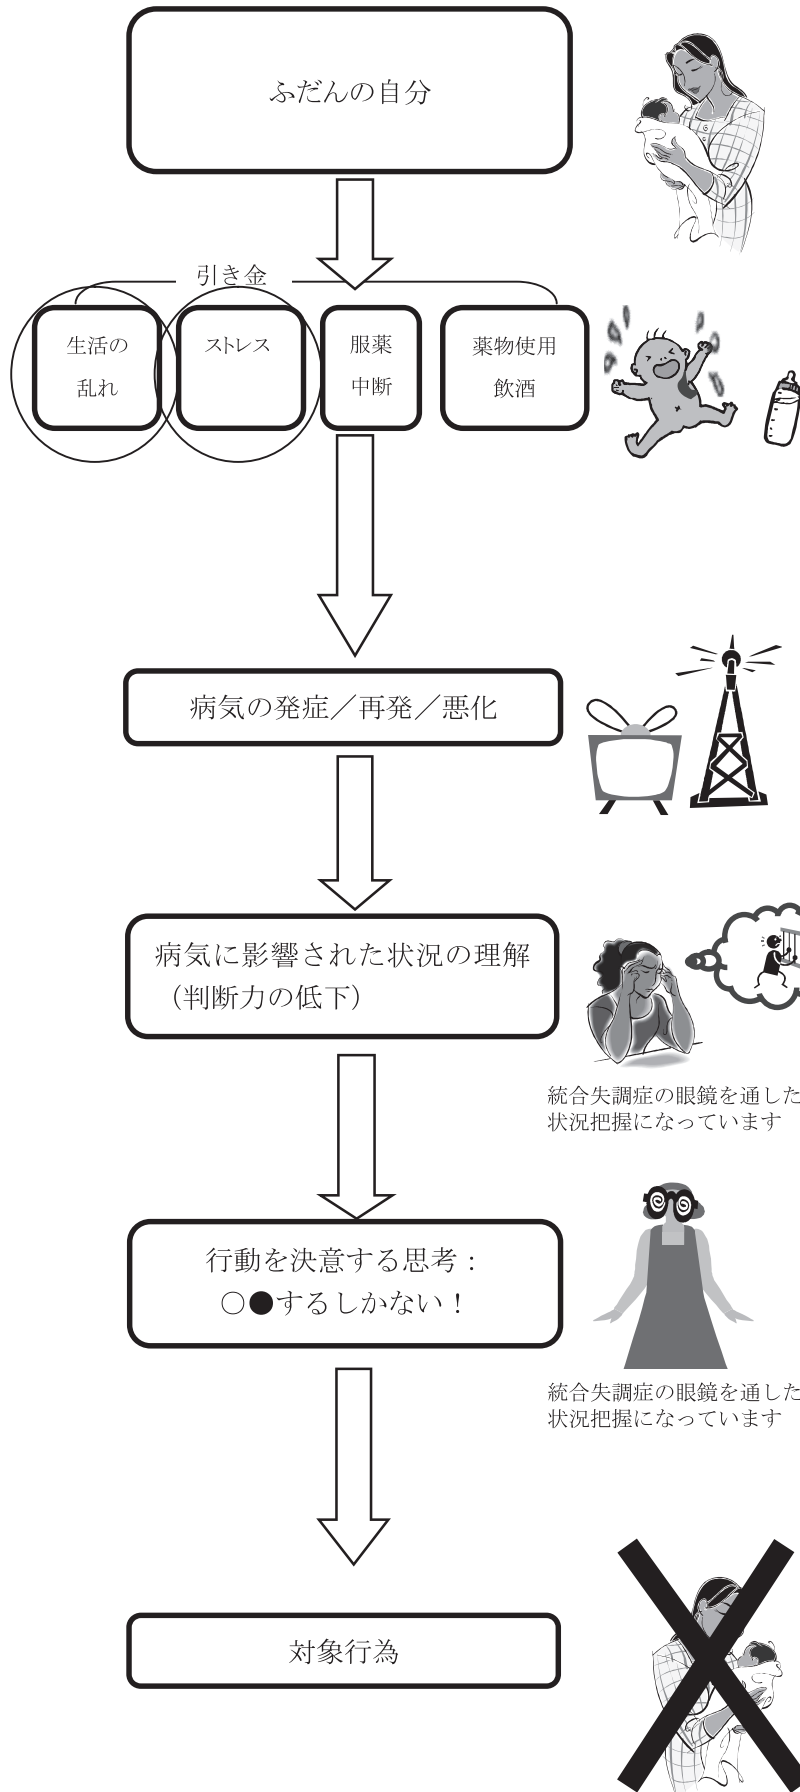 ふだんの自分
引き金
生活の
乱れ
ストレス
服薬
中断
薬物使用
飲酒
病気の発症／再発／悪化
病気に影響された状況の理解
（判断力の低下）
統合失調症の眼鏡を通した
状況把握になっています
行動を決意する思考：
○●するしかない！
統合失調症の眼鏡を通した
状況把握になっています
対象行為